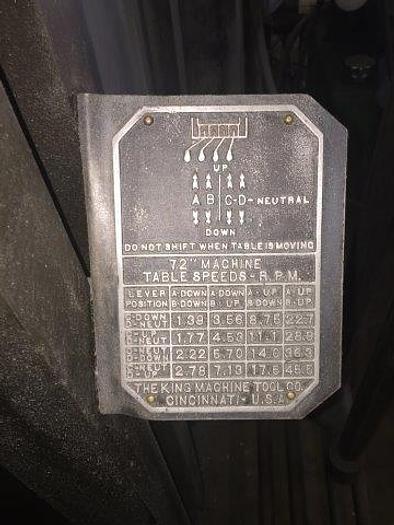 UP
A B C-D-NEUTRAL
DOWN
DO NOT SHIFT WHEN TABLE IS MOVING
72" MACHINE
TABLE SPEEDS-R.P.M.
LEVER A-DOWN A-DOWN A-UP A-UP
POSITION B-DOWN B-UP B-DOWN B-UP
C-DOWN
D-NEUT 1.39 3.56 8.75 22.7
C-UP
D-NEUT 1.77 4.53 11.1 28.9
C-NEUT
D-DOWN 2.22 5.70 14.0 36.3
C-NEUT
D-UP 2.78 7.13 17.5 45.5
THE KING MACHINE TOOL CO.
CINCINNATI-U.S.A.